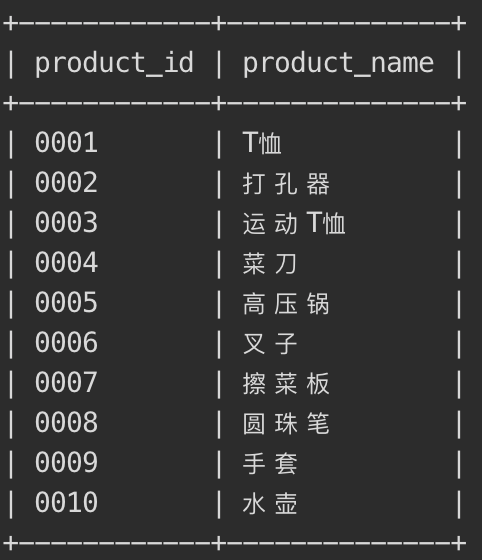 +------------+--------------+
| product_id | product_name |
+------------+--------------+
| 0001 | T恤 |
| 0002 | 打孔器 |
| 0003 | 运动T恤 |
| 0004 | 菜刀 |
| 0005 | 高压锅 |
| 0006 | 叉子 |
| 0007 | 擦菜板 |
| 0008 | 圆珠笔 |
| 0009 | 手套 |
| 0010 | 水壶 |
+------------+--------------+